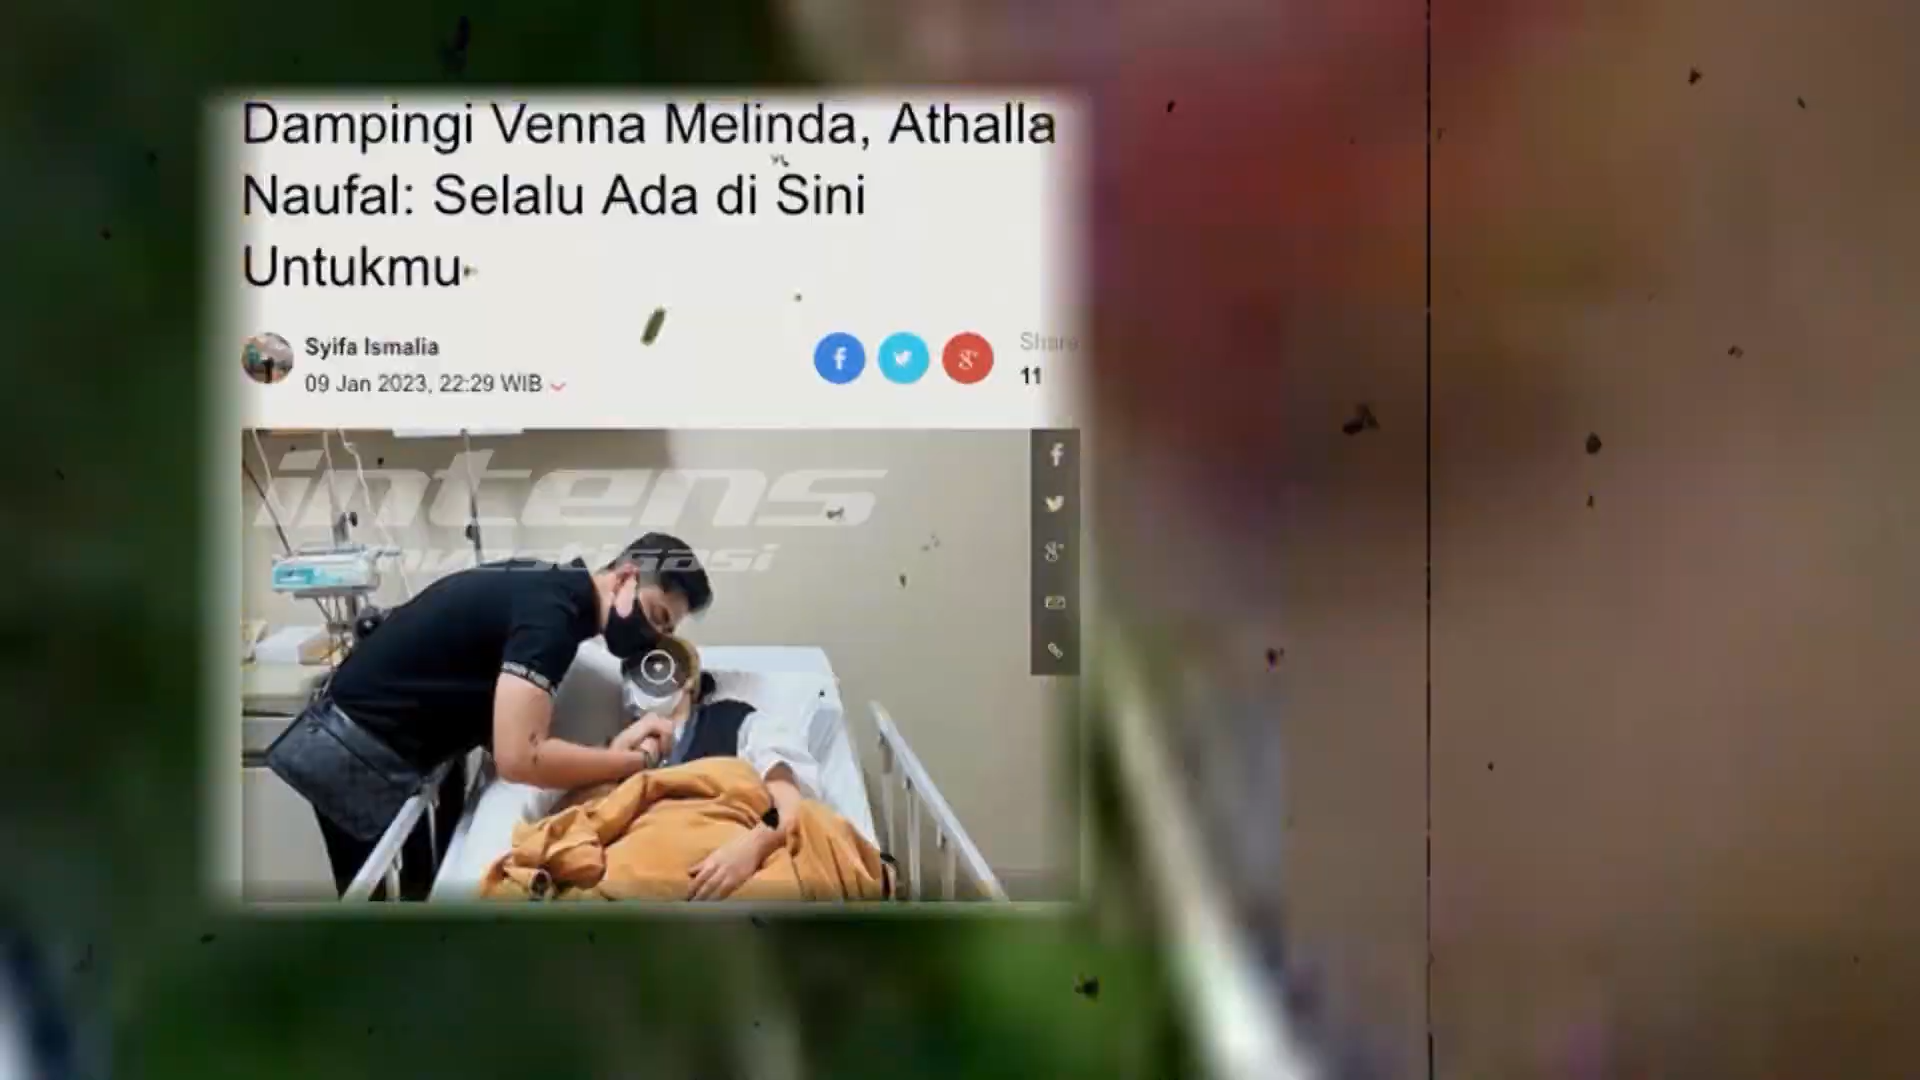 Dampingi Venna Melinda, Athalla
Naufal: Selalu Ada di Sini
Untukmu
Syifa Ismalia
09 Jan 2023, 22:29 WIB
Share
11
intens
investigasi